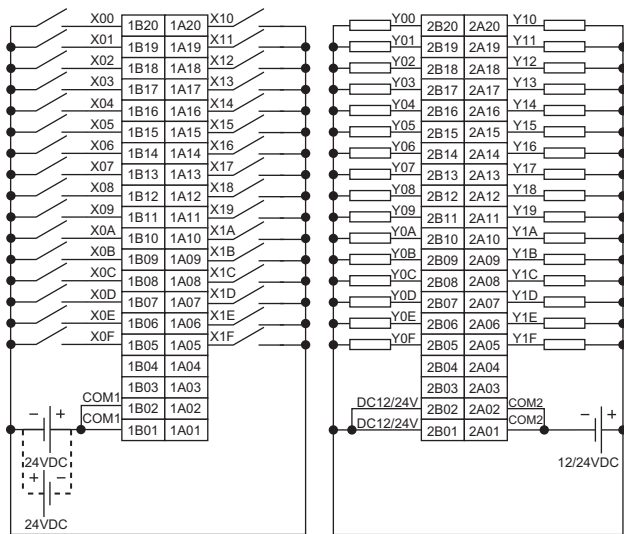 X00 1B20 1A20 X10 Y00 2B20 2A20 Y10
X01 1B19 1A19 X11 Y01 2B19 2A19 Y11
X02 1B18 1A18 X12 Y02 2B18 2A18 Y12
X03 1B17 1A17 X13 Y03 2B17 2A17 Y13
X04 1B16 1A16 X14 Y04 2B16 2A16 Y14
X05 1B15 1A15 X15 Y05 2B15 2A15 Y15
X06 1B14 1A14 X16 Y06 2B14 2A14 Y16
X07 1B13 1A13 X17 Y07 2B13 2A13 Y17
X08 1B12 1A12 X18 Y08 2B12 2A12 Y18
X09 1B11 1A11 X19 Y09 2B11 2A11 Y19
X0A 1B10 1A10 X1A Y0A 2B10 2A10 Y1A
X0B 1B09 1A09 X1B Y0B 2B09 2A09 Y1B
X0C 1B08 1A08 X1C Y0C 2B08 2A08 Y1C
X0D 1B07 1A07 X1D Y0D 2B07 2A07 Y1D
X0E 1B06 1A06 X1E Y0E 2B06 2A06 Y1E
X0F 1B05 1A05 X1F Y0F 2B05 2A05 Y1F
1B04 1A04 2B04 2A04
1B03 1A03 2B03 2A03
COM1 1B02 1A02 DC12/24V 2B02 2A02 COM2
− + COM1 1B01 1A01 DC12/24V 2B01 2A01 COM2 − +
24VDC 12/24VDC
+ −
24VDC